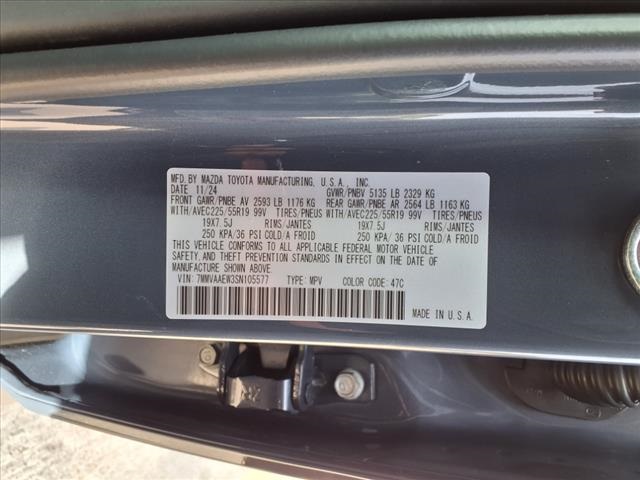 MFD. BY MAZDA TOYOTA MANUFACTURING, U.S.A., INC.
DATE 11/24 GVWR/PNBV 5135 LB 2329 KG
FRONT GAWR/PNBE AV 2593 LB 1176 KG REAR GAWR/PNBE AR 2564 LB 1163 KG
WITH/AVEC225/55R19 99V TIRES/PNEUS WITH/AVEC225/55R19 99V TIRES/PNEUS
19X7.5J RIMS/JANTES 19X7.5J RIMS/JANTES
250 KPA/36 PSI COLD/A FROID 250 KPA/36 PSI COLD/A FROID
THIS VEHICLE CONFORMS TO ALL APPLICABLE FEDERAL MOTOR VEHICLE
SAFETY, AND THEFT PREVENTION STANDARDS IN EFFECT ON THE DATE OF
MANUFACTURE SHOWN ABOVE.
VIN: 7MMVAAEW3SN105577 TYPE: MPV COLOR CODE: 47C
MADE IN U.S.A.